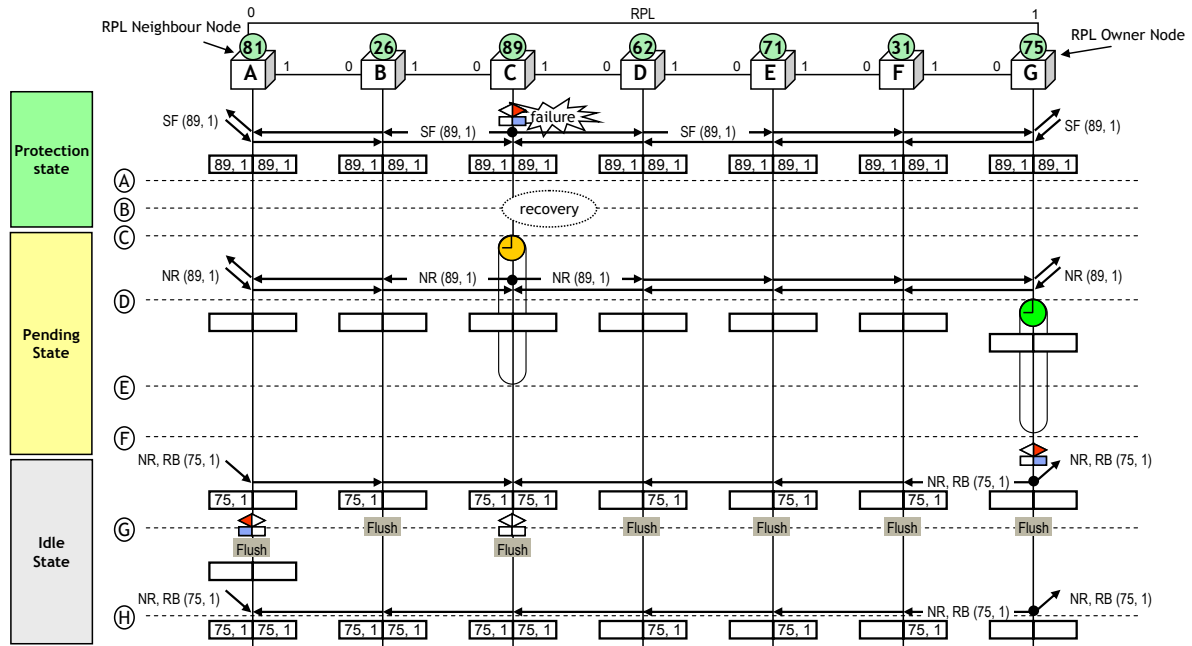 0 RPL 1
RPL Neighbour Node
RPL Owner Node
81 26 89 62 71 31 75
A 1 0 B 1 0 C 1 0 D 1 0 E 1 0 F 1 0 G
failure
SF (89, 1) SF (89, 1) SF (89, 1) SF (89, 1)
Protection
state
89, 1 89, 1 89, 1 89, 1 89, 1 89, 1 89, 1 89, 1 89, 1 89, 1 89, 1 89, 1 89, 1 89, 1
A
B
recovery
C
NR (89, 1) NR (89, 1) NR (89, 1) NR (89, 1)
D
Pending
State
E
F
NR, RB (75, 1) NR, RB (75, 1)
NR, RB (75, 1)
75, 1 75, 1 75, 1 75, 1 75, 1 75, 1 75, 1
G
Flush Flush Flush Flush Flush
Flush Flush
Idle
State
NR, RB (75, 1) NR, RB (75, 1) NR, RB (75, 1)
H
75, 1 75, 1 75, 1 75, 1 75, 1 75, 1 75, 1 75, 1 75, 1